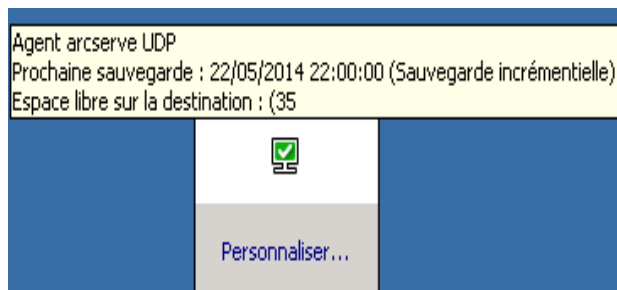 Agent arcserve UDP
Prochaine sauvegarde : 22/05/2014 22:00:00 (Sauvegarde incrémentielle)
Espace libre sur la destination : (35
Personnaliser...